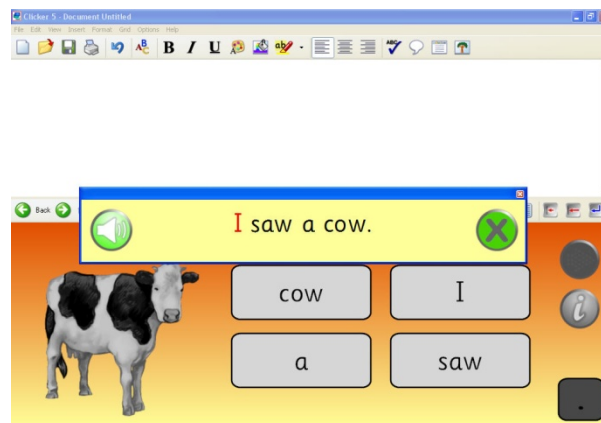 Clicker 5 - Document Untitled
File Edit View Insert Format Grid Options Help
Back
I saw a cow.
cow
I
a
saw
.